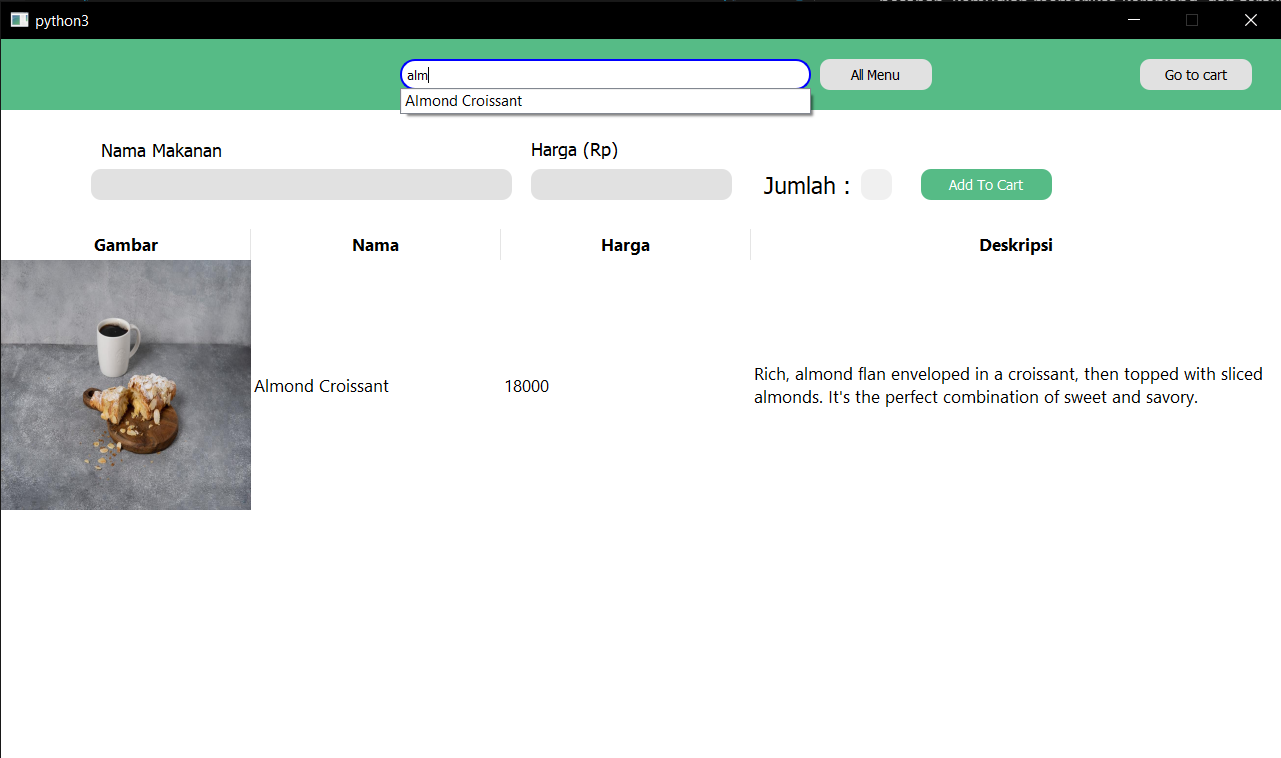 python3
alm
All Menu
Go to cart
Almond Croissant
Nama Makanan
Harga (Rp)
Jumlah :
Add To Cart
Gambar
Nama
Harga
Deskripsi
Almond Croissant
18000
Rich, almond flan enveloped in a croissant, then topped with sliced
almonds. It's the perfect combination of sweet and savory.